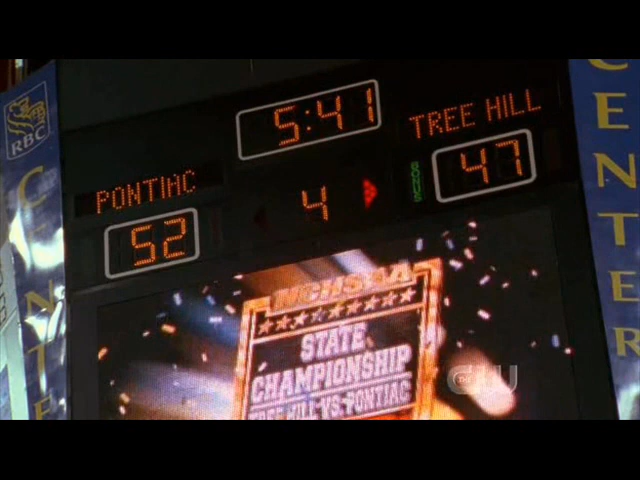 RBC
CENTER
5:41
TREE HILL
47
BONUS
4
PONTIAC
52
NCHSAA
STATE
CHAMPIONSHIP
TREE HILL VS. PONTIAC
CENTER
THE CW